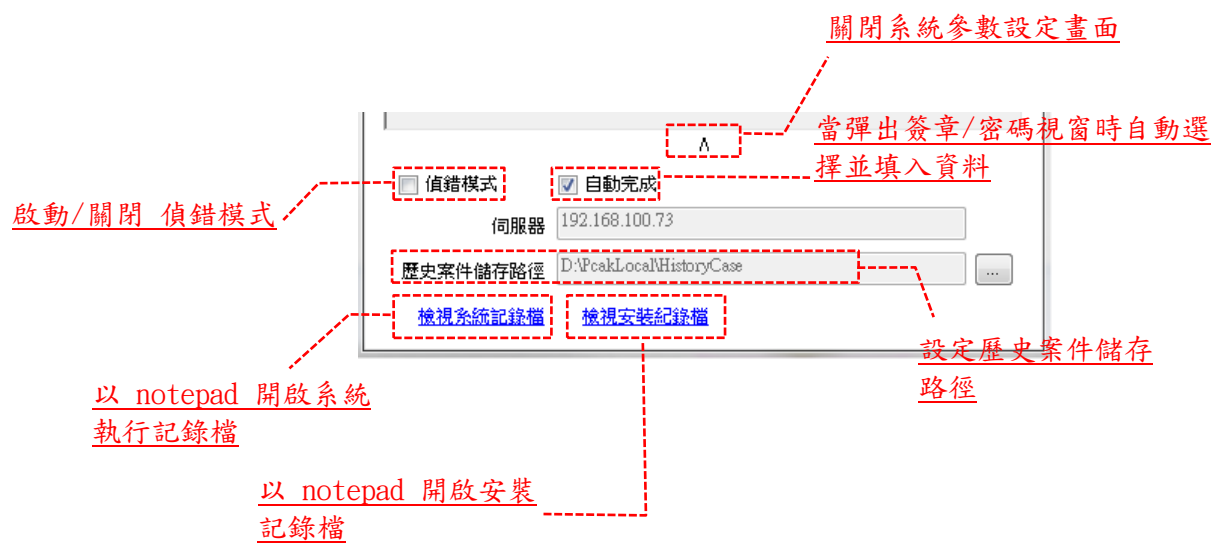 關閉系統參數設定畫面
當彈出簽章/密碼視窗時自動選
擇並填入資料
^
偵錯模式
自動完成
啟動/關閉 偵錯模式
伺服器
192.168.100.73
歷史案件儲存路徑
D:\PcakLocal\HistoryCase
...
檢視系統記錄檔
檢視安裝紀錄檔
設定歷史案件儲存
路徑
以 notepad 開啟系統
執行記錄檔
以 notepad 開啟安裝
記錄檔